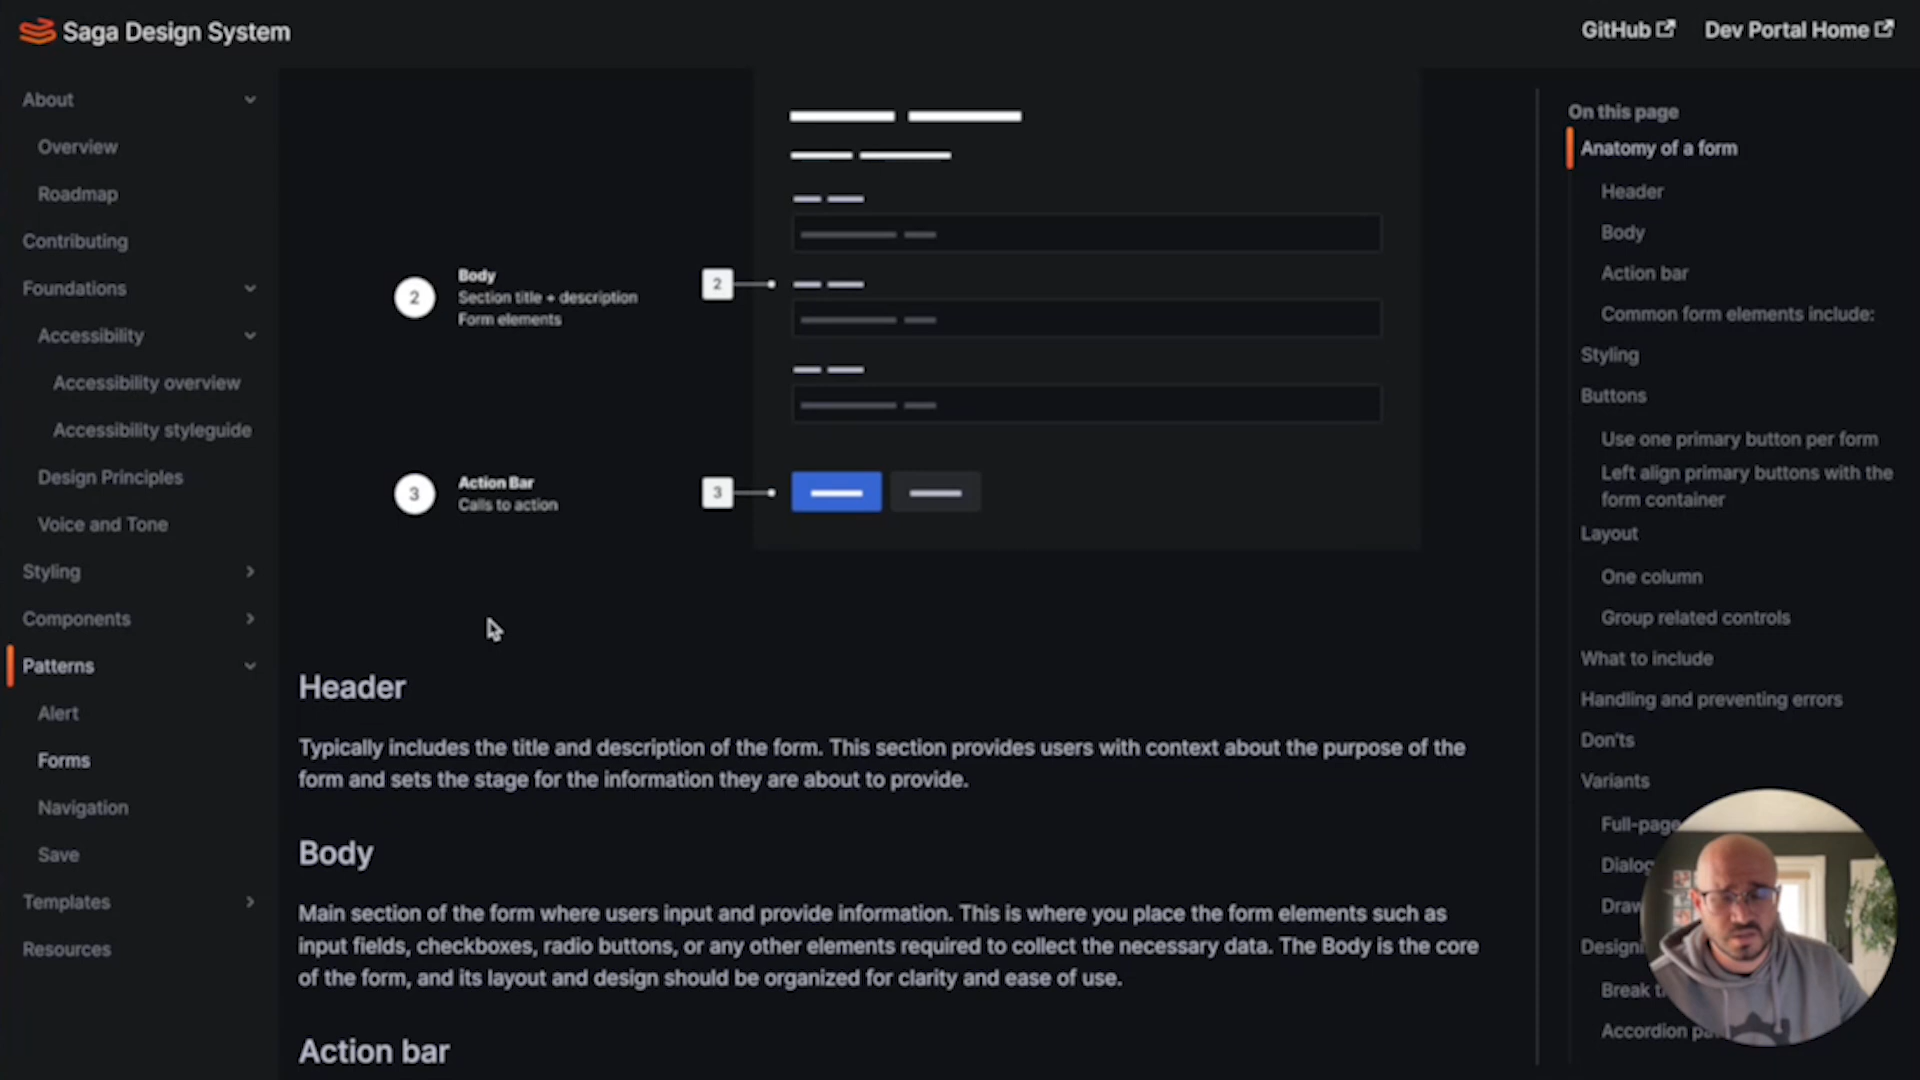 Saga Design System
GitHub
Dev Portal Home
About
Overview
Roadmap
Contributing
Foundations
Accessibility
Accessibility overview
Accessibility styleguide
Design Principles
Voice and Tone
Styling
Components
Patterns
Alert
Forms
Navigation
Save
Templates
Resources
2
Body
Section title + description
Form elements
2
3
Action Bar
Calls to action
3
Header
Typically includes the title and description of the form. This section provides users with context about the purpose of the
form and sets the stage for the information they are about to provide.
Body
Main section of the form where users input and provide information. This is where you place the form elements such as
input fields, checkboxes, radio buttons, or any other elements required to collect the necessary data. The Body is the core
of the form, and its layout and design should be organized for clarity and ease of use.
Action bar
On this page
Anatomy of a form
Header
Body
Action bar
Common form elements include:
Styling
Buttons
Use one primary button per form
Left align primary buttons with the
form container
Layout
One column
Group related controls
What to include
Handling and preventing errors
Don'ts
Variants
Full-page
Dialog
Draw
Designi
Break t
Accordion pa